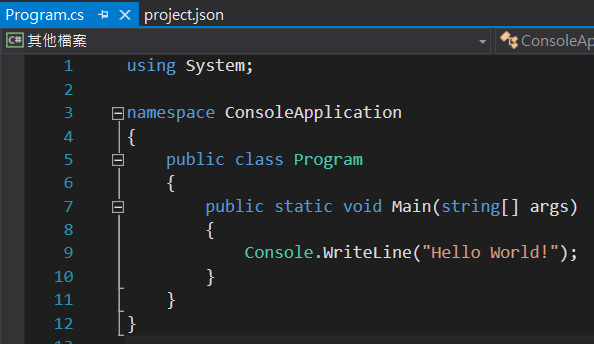 Program.cs project.json
其他檔案 ConsoleAp
1 using System;
2
3 namespace ConsoleApplication
4 {
5 public class Program
6 {
7 public static void Main(string[] args)
8 {
9 Console.WriteLine("Hello World!");
10 }
11 }
12 }
13